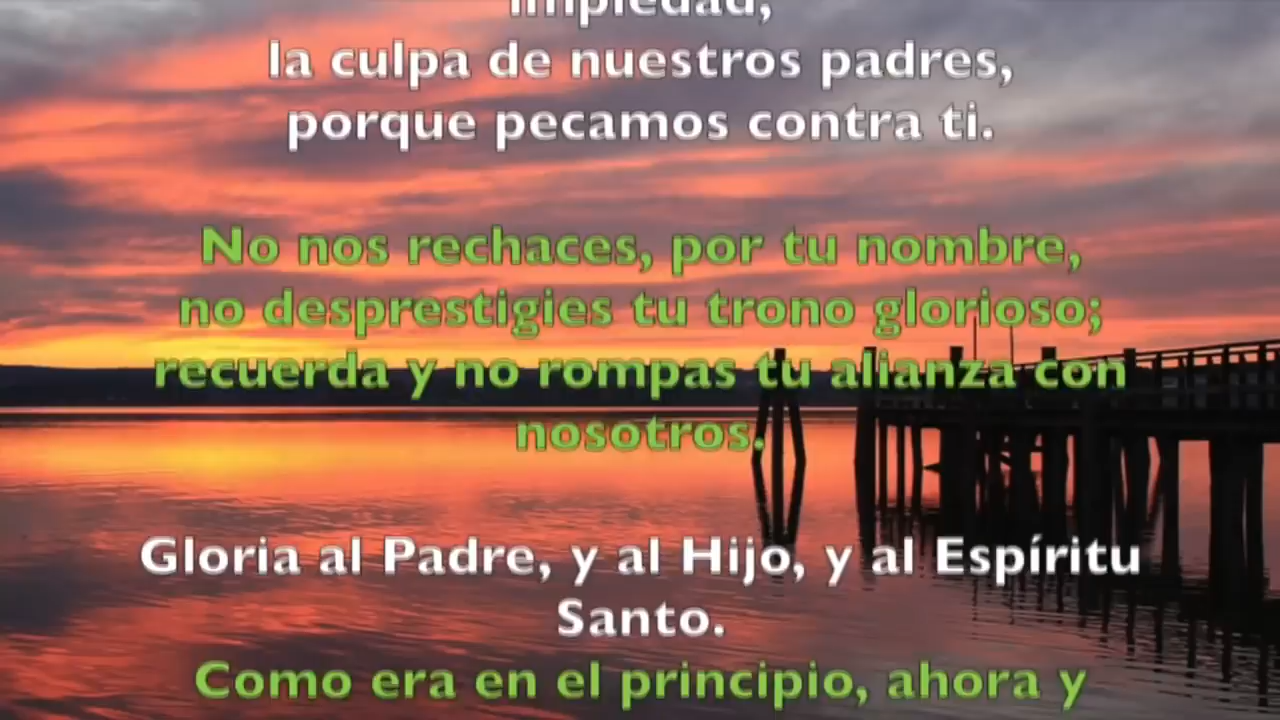 impiedad,
la culpa de nuestros padres,
porque pecamos contra ti.
No nos rechaces, por tu nombre,
no desprestigies tu trono glorioso;
recuerda y no rompas tu alianza con
nosotros.
Gloria al Padre, y al Hijo, y al Espíritu
Santo.
Como era en el principio, ahora y